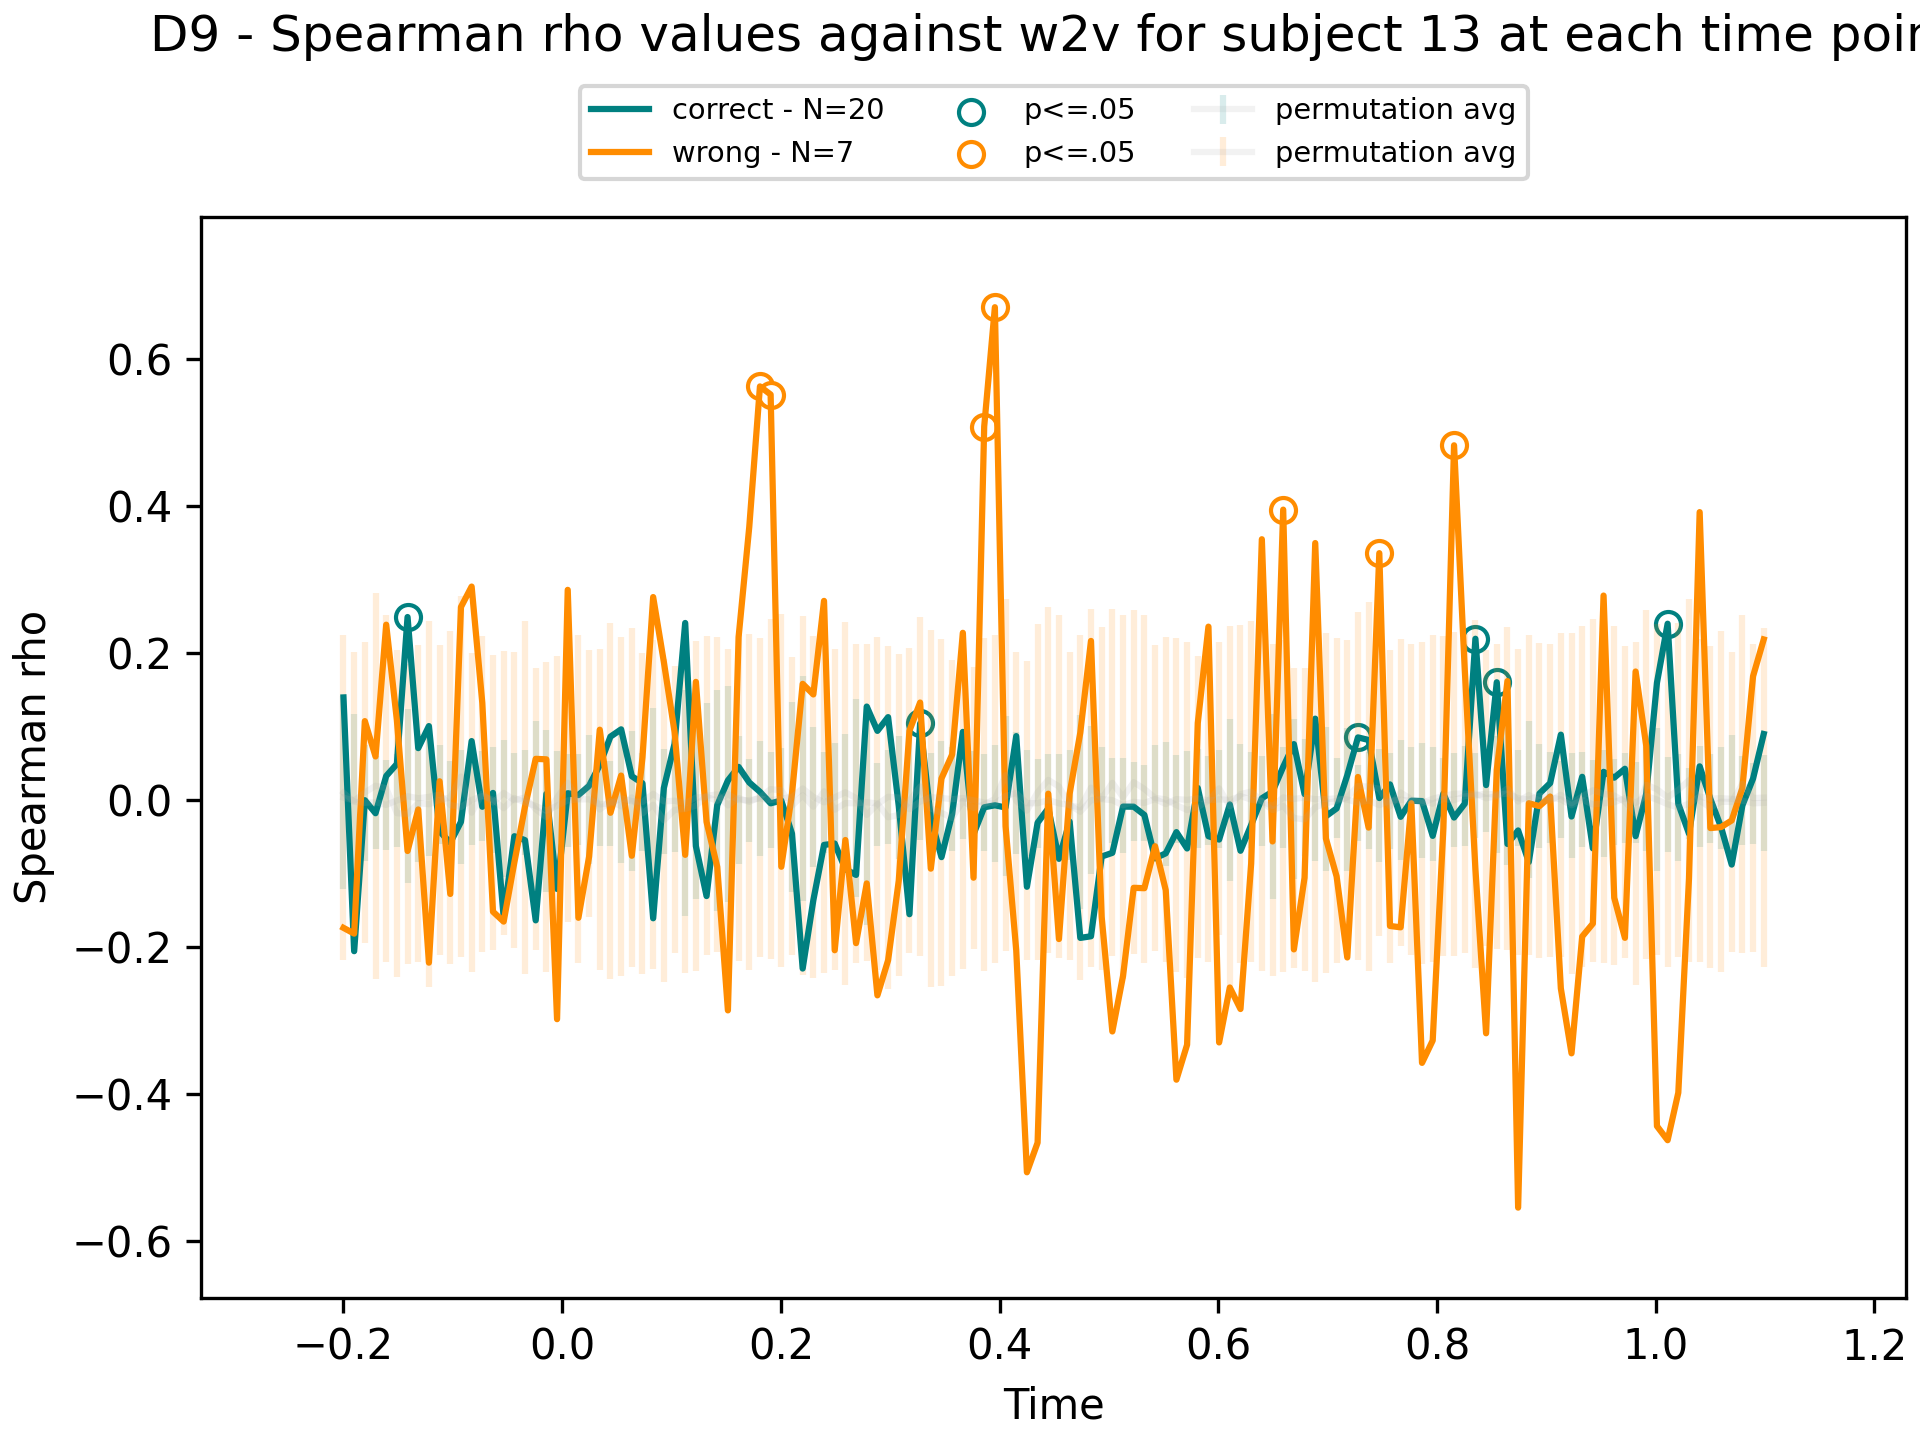 D9 - Spearman rho values against w2v for subject 13 at each time poin
correct - N=20 p<=.05 permutation avg
wrong - N=7 p<=.05 permutation avg
Spearman rho
0.6
0.4
0.2
0.0
−0.2
−0.4
−0.6
−0.2 0.0 0.2 0.4 0.6 0.8 1.0 1.2
Time